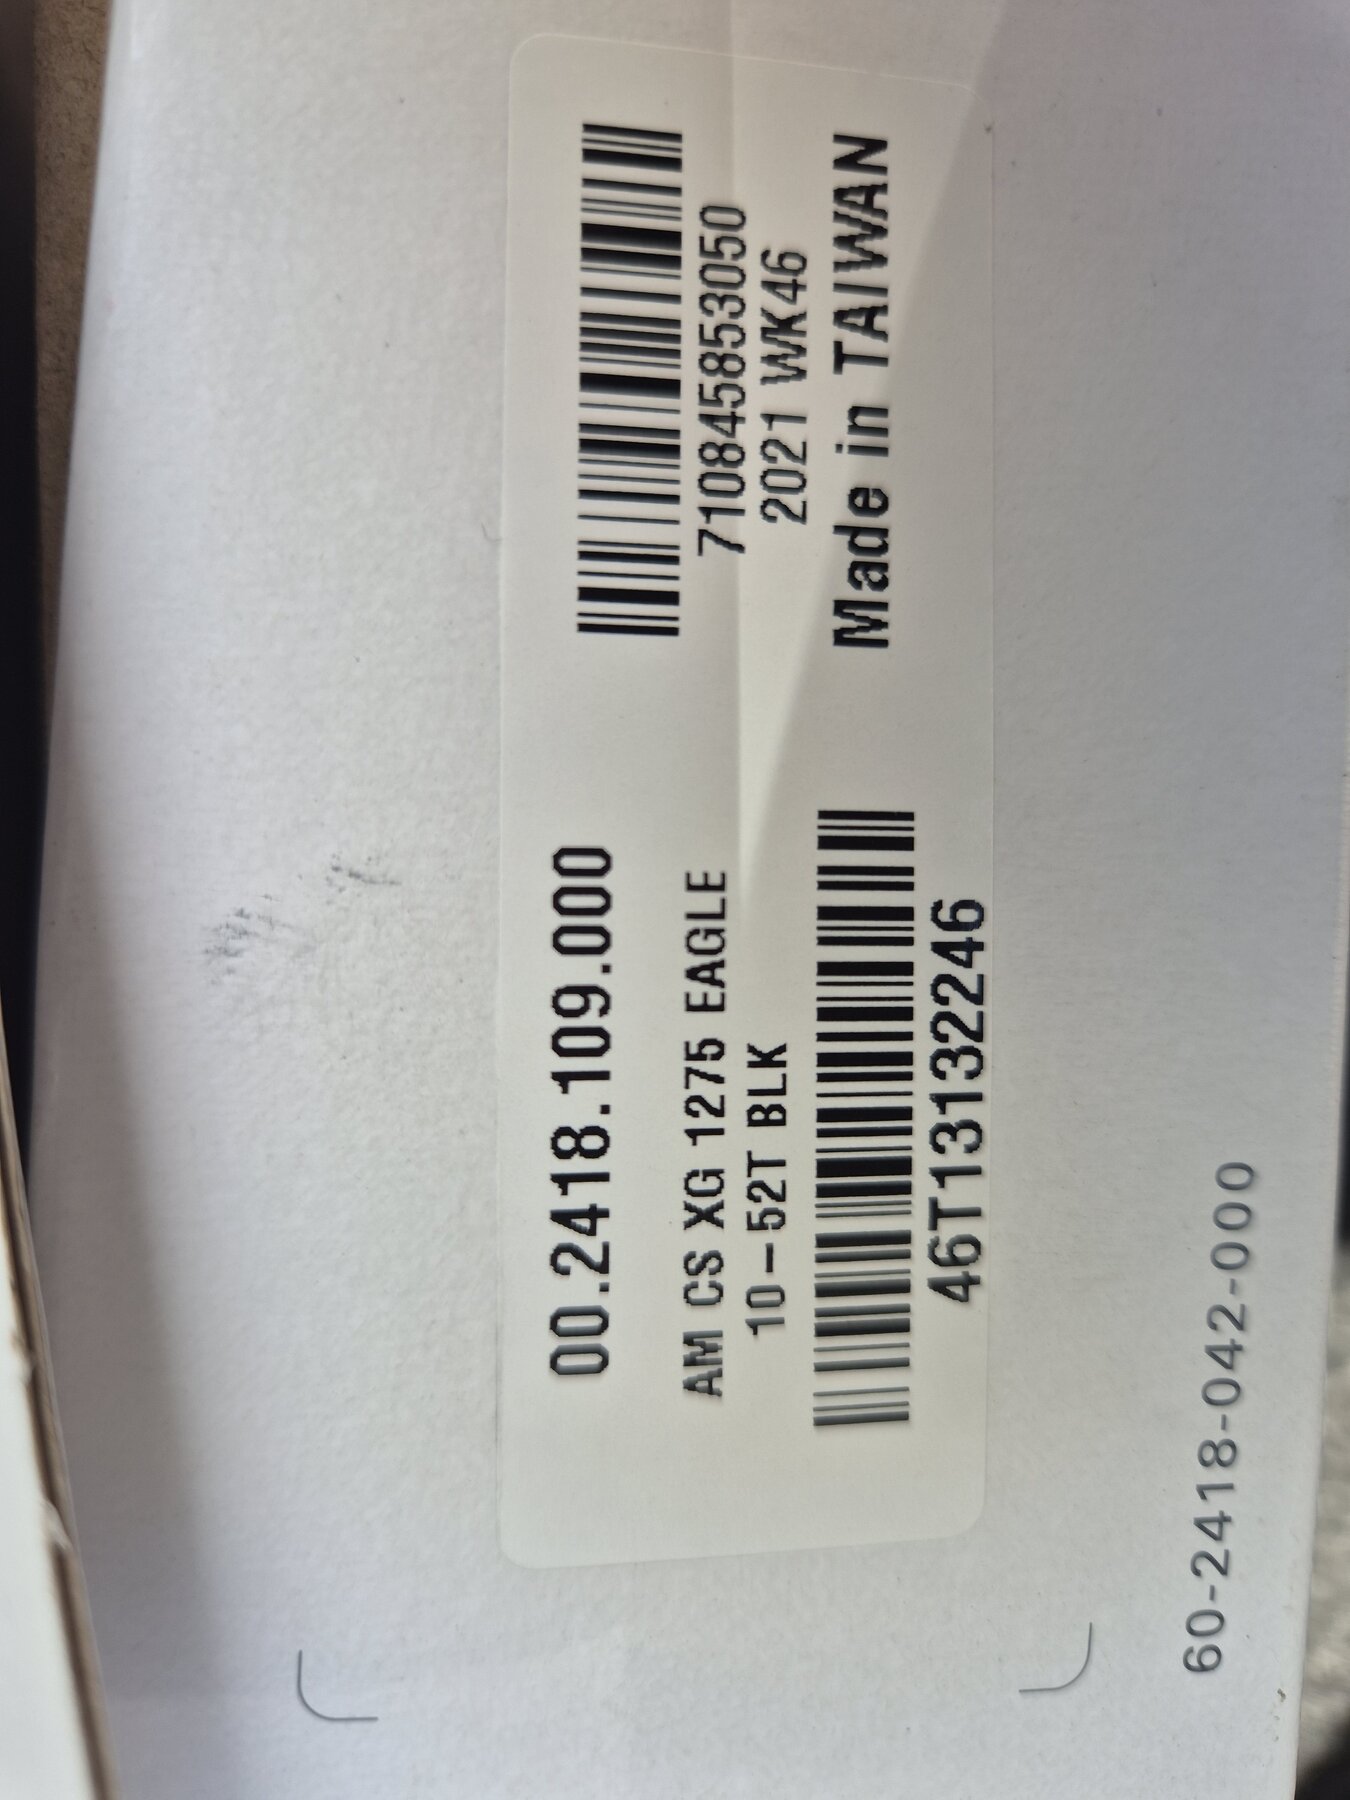 00.2418.109.000
AM CS XG 1275 EAGLE
10-52T BLK
46T13132246
710845853050
2021 WK46
Made in TAIWAN
60-2418-042-000